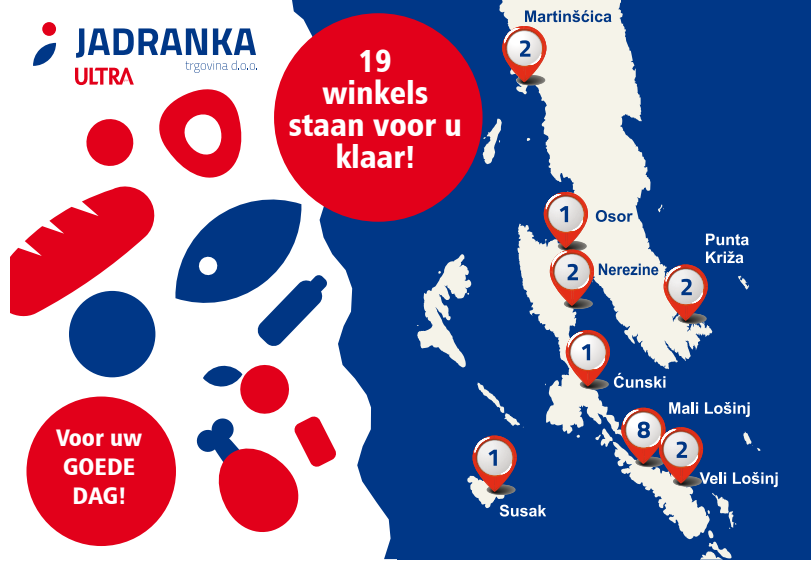 JADRANKA
trgovina d.o.o.
ULTRA
19
winkels
staan voor u
klaar!
Voor uw
GOEDE
DAG!
Martinšćica
2
1
Osor
2
Nerezine
Punta
Križa
2
1
Ćunski
Mali Lošinj
8
2
Veli Lošinj
1
Susak